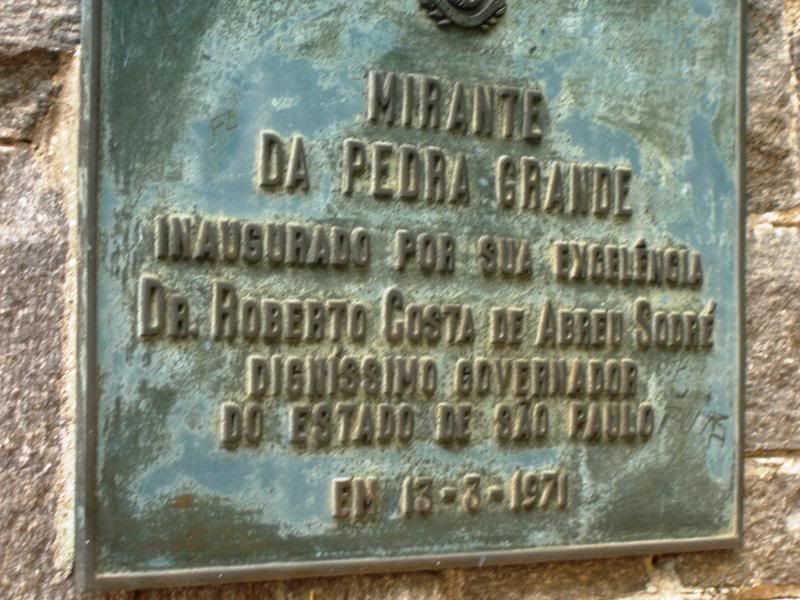 MIRANTE
DA PEDRA GRANDE
INAUGURADO POR SUA EXCELÊNCIA
DR. ROBERTO COSTA DE ABREU SODRÉ
DIGNÍSSIMO GOVERNADOR
DO ESTADO DE SÃO PAULO
EM 13-3-1971